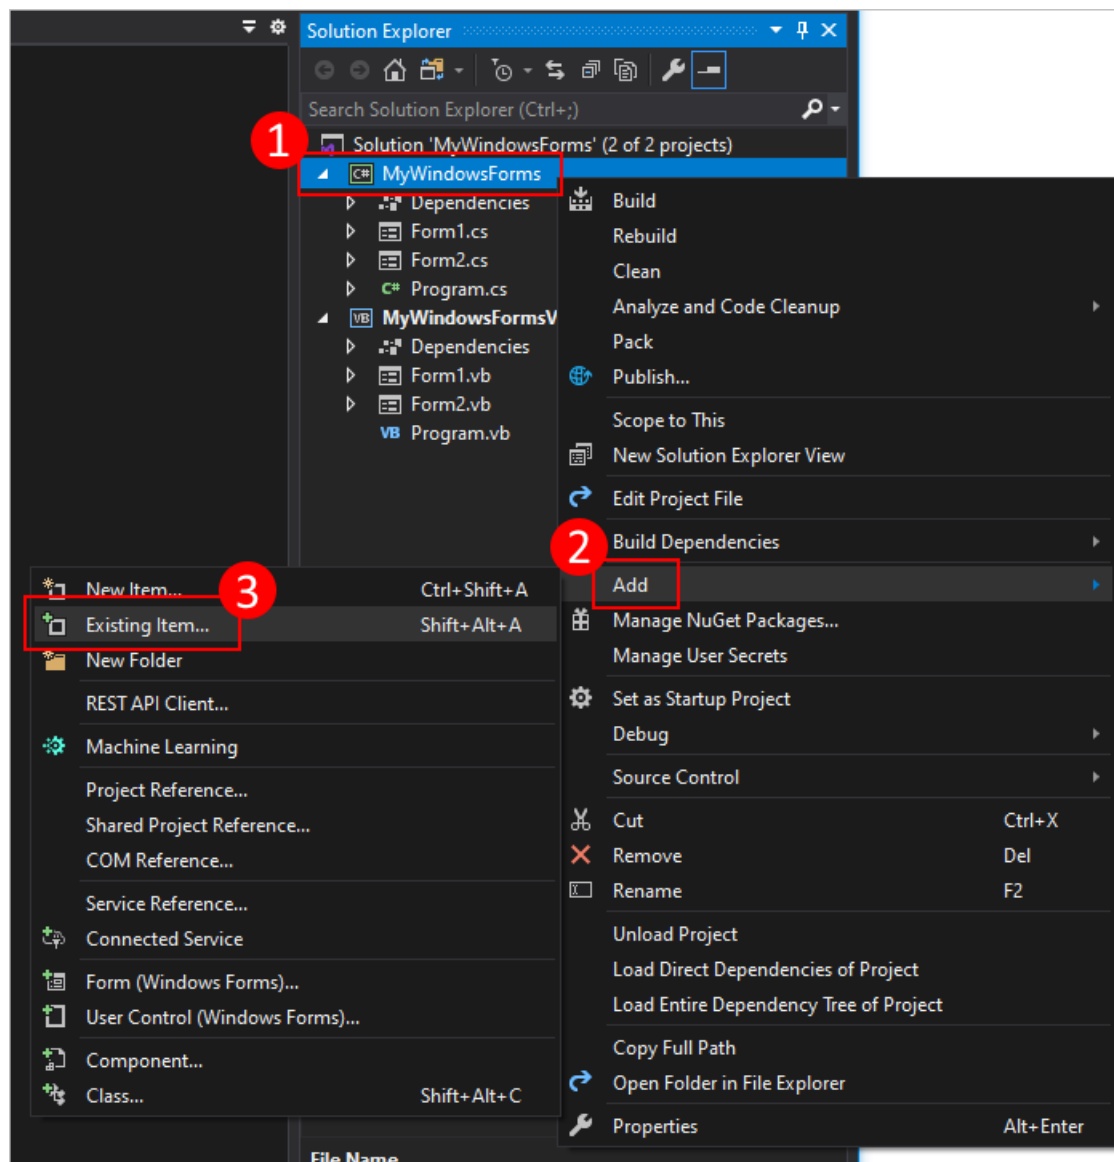 Solution Explorer
Search Solution Explorer (Ctrl+;)
1
Solution 'MyWindowsForms' (2 of 2 projects)
C# MyWindowsForms
Dependencies
Form1.cs
Form2.cs
C# Program.cs
VB MyWindowsFormsV
Dependencies
Form1.vb
Form2.vb
VB Program.vb
Build
Rebuild
Clean
Analyze and Code Cleanup
Pack
Publish...
Scope to This
New Solution Explorer View
Edit Project File
Build Dependencies
2
Add
Manage NuGet Packages...
Manage User Secrets
Set as Startup Project
Debug
Source Control
Cut Ctrl+X
Remove Del
Rename F2
Unload Project
Load Direct Dependencies of Project
Load Entire Dependency Tree of Project
Copy Full Path
Open Folder in File Explorer
Properties Alt+Enter
New Item... Ctrl+Shift+A
3
Existing Item... Shift+Alt+A
New Folder
REST API Client...
Machine Learning
Project Reference...
Shared Project Reference...
COM Reference...
Service Reference...
Connected Service
Form (Windows Forms)...
User Control (Windows Forms)...
Component...
Class... Shift+Alt+C
File Name